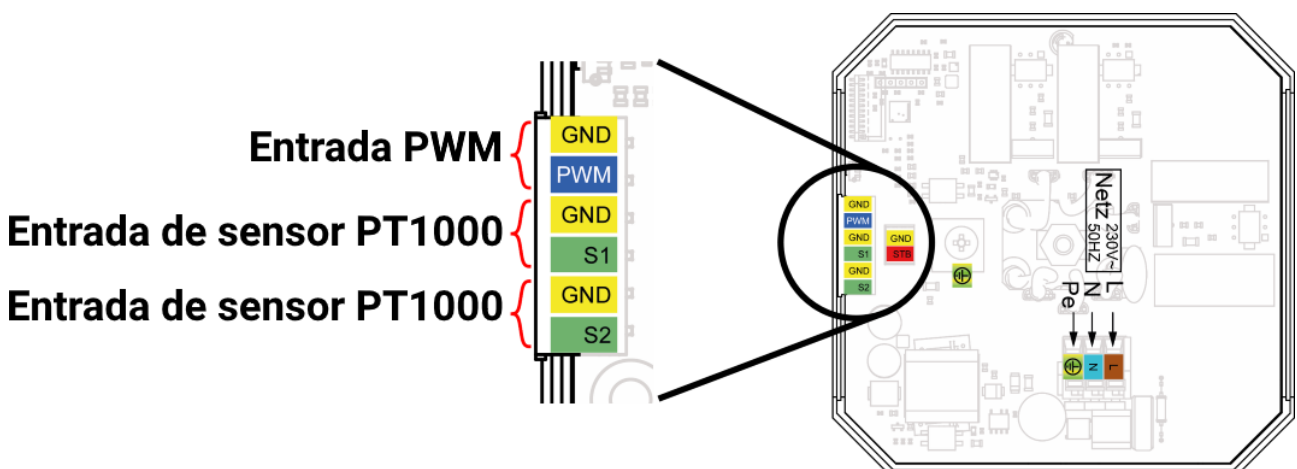 Entrada PWM
Entrada de sensor PT1000
Entrada de sensor PT1000
GND
PWM
GND
S1
GND
S2
GND
PWM
GND
S1
GND
S2
GND
STB
Netz 230V~
50HZ
L
N
Pe
N
L